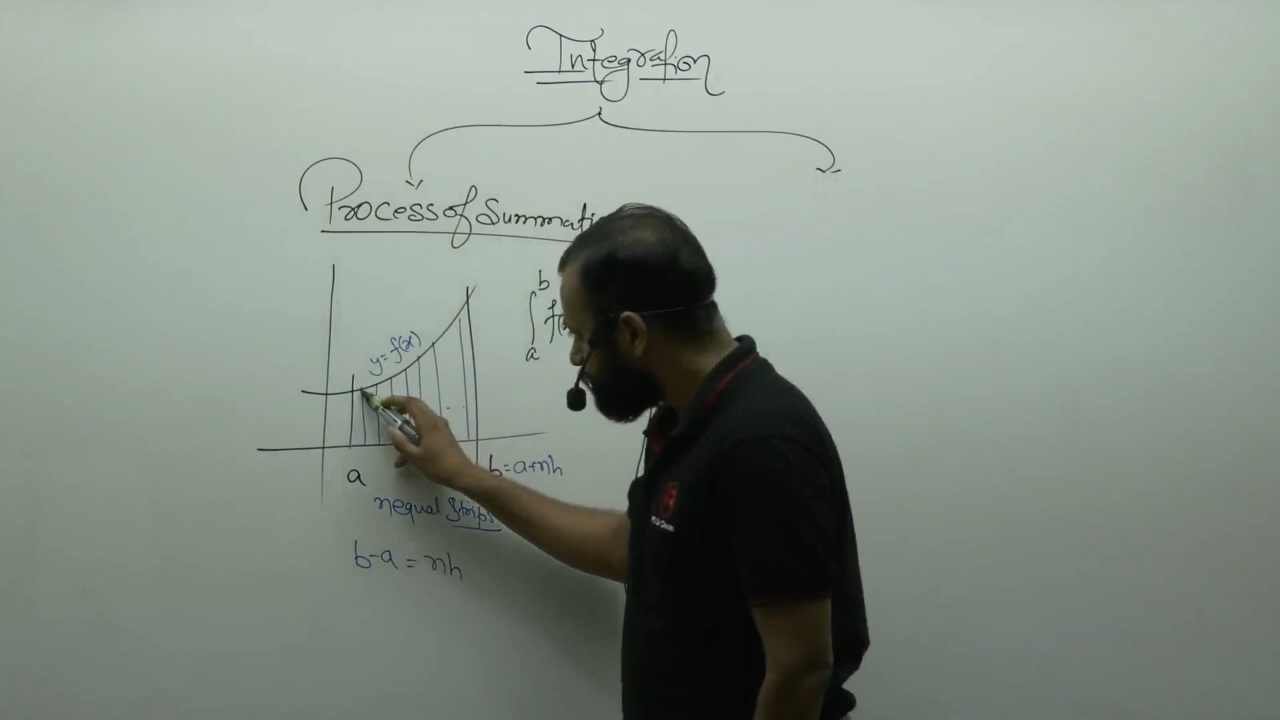 Integration
Process of Summati
y=f(x)
b
∫ f(x
a
a
b=a+nh
n equal Strips
b-a = nh